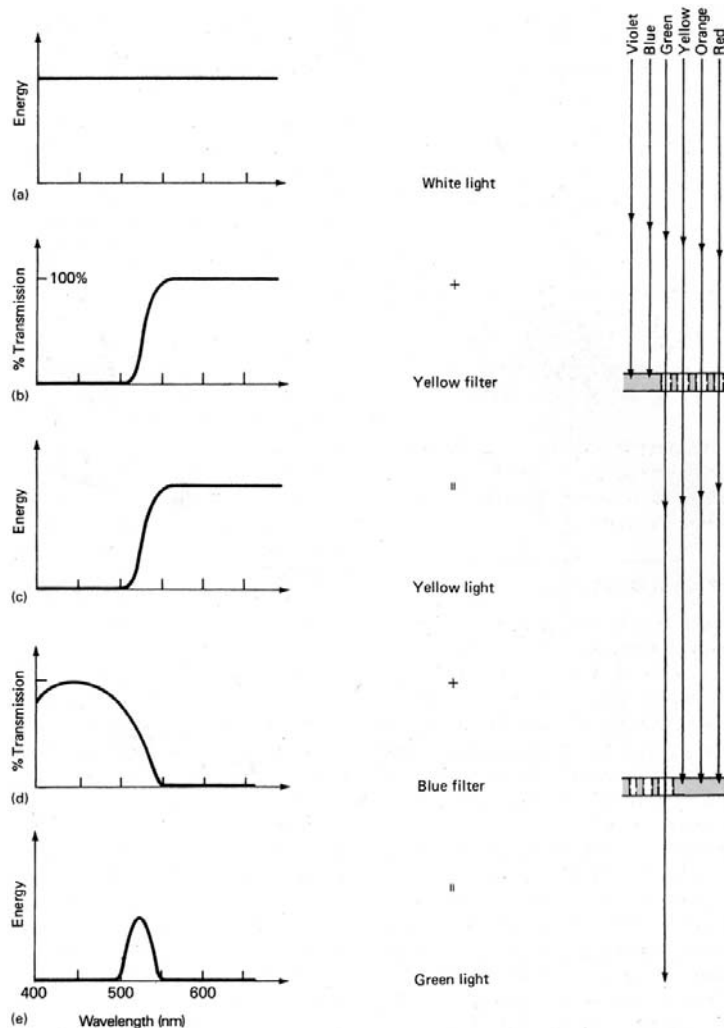 Violet
Blue
Green
Yellow
Orange
Red
Energy
(a)
White light
+
% Transmission
100%
(b)
Yellow filter
=
Energy
(c)
Yellow light
+
% Transmission
(d)
Blue filter
=
Energy
400 500 600
(e)
Wavelength (nm)
Green light